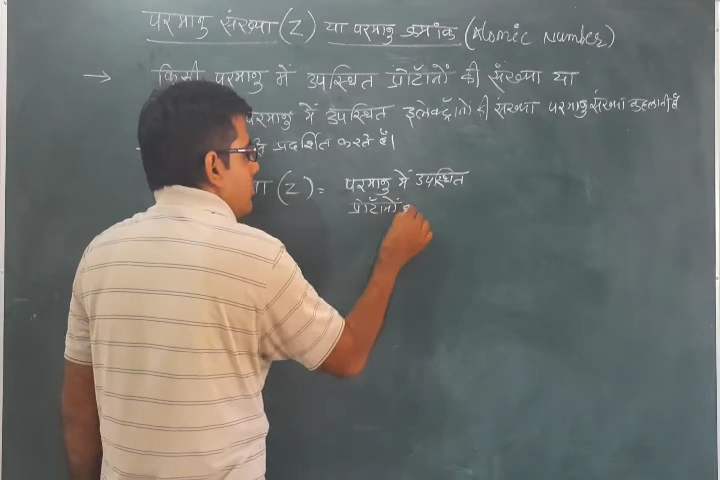 परमाणु संख्या (Z) या परमाणु क्रमांक (Atomic Number)
→ किसी परमाणु में उपस्थित प्रोटॉनों की संख्या या
परमाणु में उपस्थित इलेक्ट्रॉनों की संख्या परमाणु संख्या कहलाती है
प्रदर्शित करते हैं।
(Z) = परमाणु में उपस्थित
प्रोटॉनों